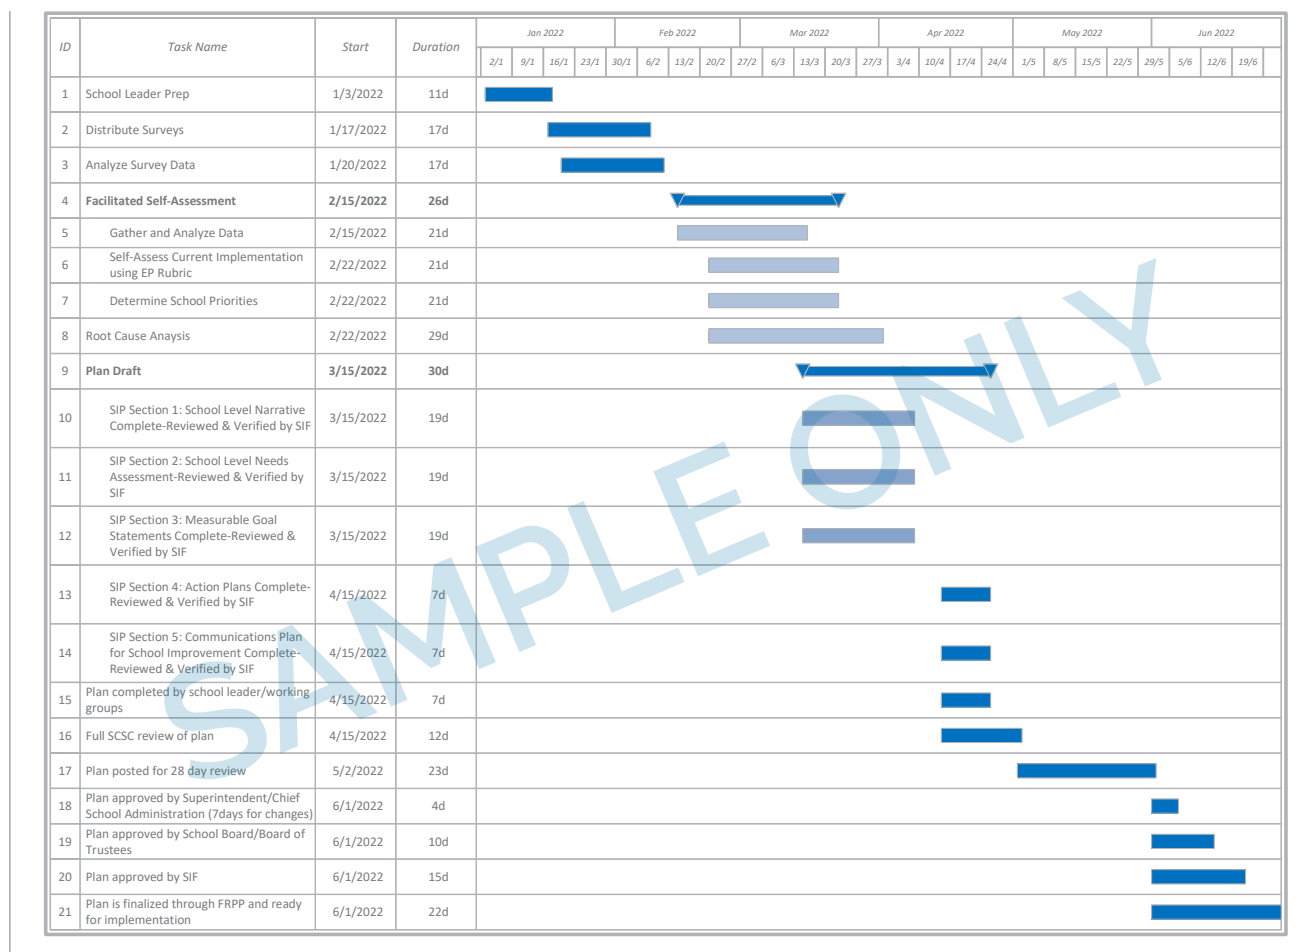 ID Task Name Start Duration Jan 2022 Feb 2022 Mar 2022 Apr 2022 May 2022 Jun 2022
2/1 9/1 16/1 23/1 30/1 6/2 13/2 20/2 27/2 6/3 13/3 20/3 27/3 3/4 10/4 17/4 24/4 1/5 8/5 15/5 22/5 29/5 5/6 12/6 19/6
1 School Leader Prep 1/3/2022 11d
2 Distribute Surveys 1/17/2022 17d
3 Analyze Survey Data 1/20/2022 17d
4 Facilitated Self-Assessment 2/15/2022 26d
5 Gather and Analyze Data 2/15/2022 21d
6 Self-Assess Current Implementation
using EP Rubric 2/22/2022 21d
7 Determine School Priorities 2/22/2022 21d
8 Root Cause Anaysis 2/22/2022 29d
9 Plan Draft 3/15/2022 30d
10 SIP Section 1: School Level Narrative
Complete-Reviewed & Verified by SIF 3/15/2022 19d
11 SIP Section 2: School Level Needs
Assessment-Reviewed & Verified by
SIF 3/15/2022 19d
12 SIP Section 3: Measurable Goal
Statements Complete-Reviewed &
Verified by SIF 3/15/2022 19d
13 SIP Section 4: Action Plans Complete-
Reviewed & Verified by SIF 4/15/2022 7d
14 SIP Section 5: Communications Plan
for School Improvement Complete-
Reviewed & Verified by SIF 4/15/2022 7d
15 Plan completed by school leader/working
groups 4/15/2022 7d
16 Full SCSC review of plan 4/15/2022 12d
17 Plan posted for 28 day review 5/2/2022 23d
18 Plan approved by Superintendent/Chief
School Administration (7days for changes) 6/1/2022 4d
19 Plan approved by School Board/Board of
Trustees 6/1/2022 10d
20 Plan approved by SIF 6/1/2022 15d
21 Plan is finalized through FRPP and ready
for implementation 6/1/2022 22d
SAMPLE ONLY